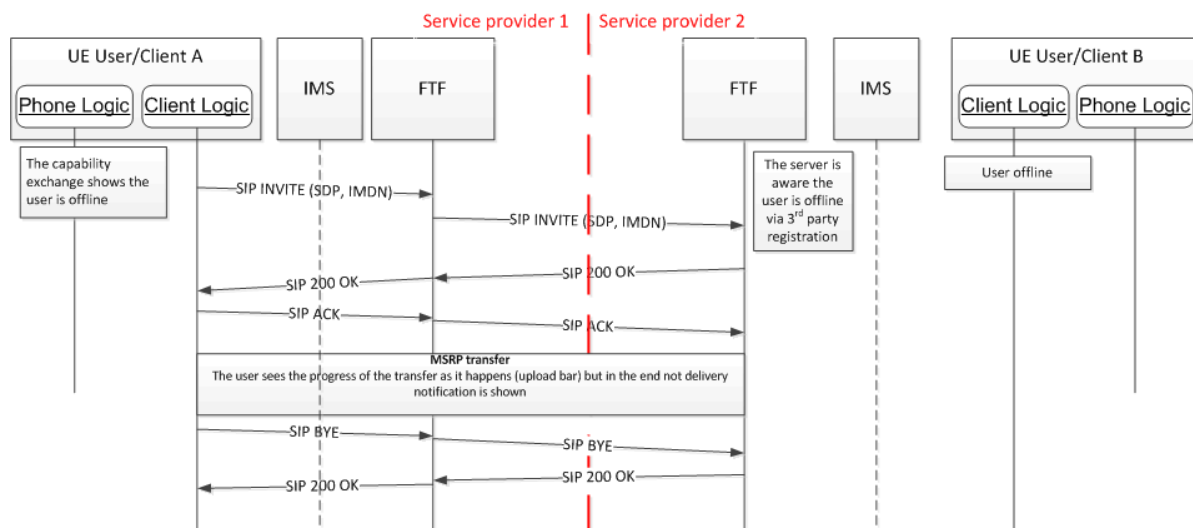 Service provider 1
Service provider 2
UE User/Client A
Phone Logic
Client Logic
IMS
FTF
FTF
IMS
UE User/Client B
Client Logic
Phone Logic
The capability
exchange shows the
user is offline
The server is
aware the
user is offline
via 3rd party
registration
User offline
SIP INVITE (SDP, IMDN)
SIP INVITE (SDP, IMDN)
SIP 200 OK
SIP 200 OK
SIP ACK
SIP ACK
MSRP transfer
The user sees the progress of the transfer as it happens (upload bar) but in the end not delivery
notification is shown
SIP BYE
SIP BYE
SIP 200 OK
SIP 200 OK